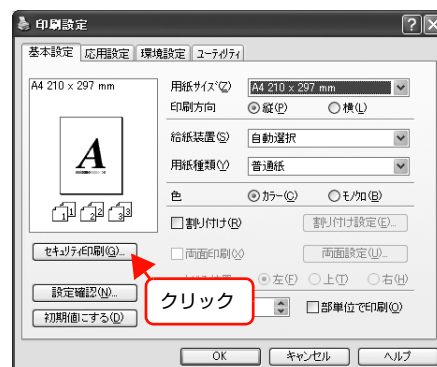 印刷設定
基本設定 応用設定 環境設定 ユーティリティ
A4 210 × 297 mm
用紙サイズ(Z) A4 210 x 297 mm
印刷方向 縦(P) 横(L)
給紙装置(S) 自動選択
用紙種類(Y) 普通紙
A
色 カラー(C) モノクロ(B)
1 1 2 2 3 3
割り付け(R) 割り付け設定(E)...
セキュリティ印刷(G)...
両面印刷(X) 両面設定(U)...
左(F) 上(T) 右(H)
設定確認(N)...
クリック
部単位で印刷(O)
初期値にする(D)
OK キャンセル ヘルプ